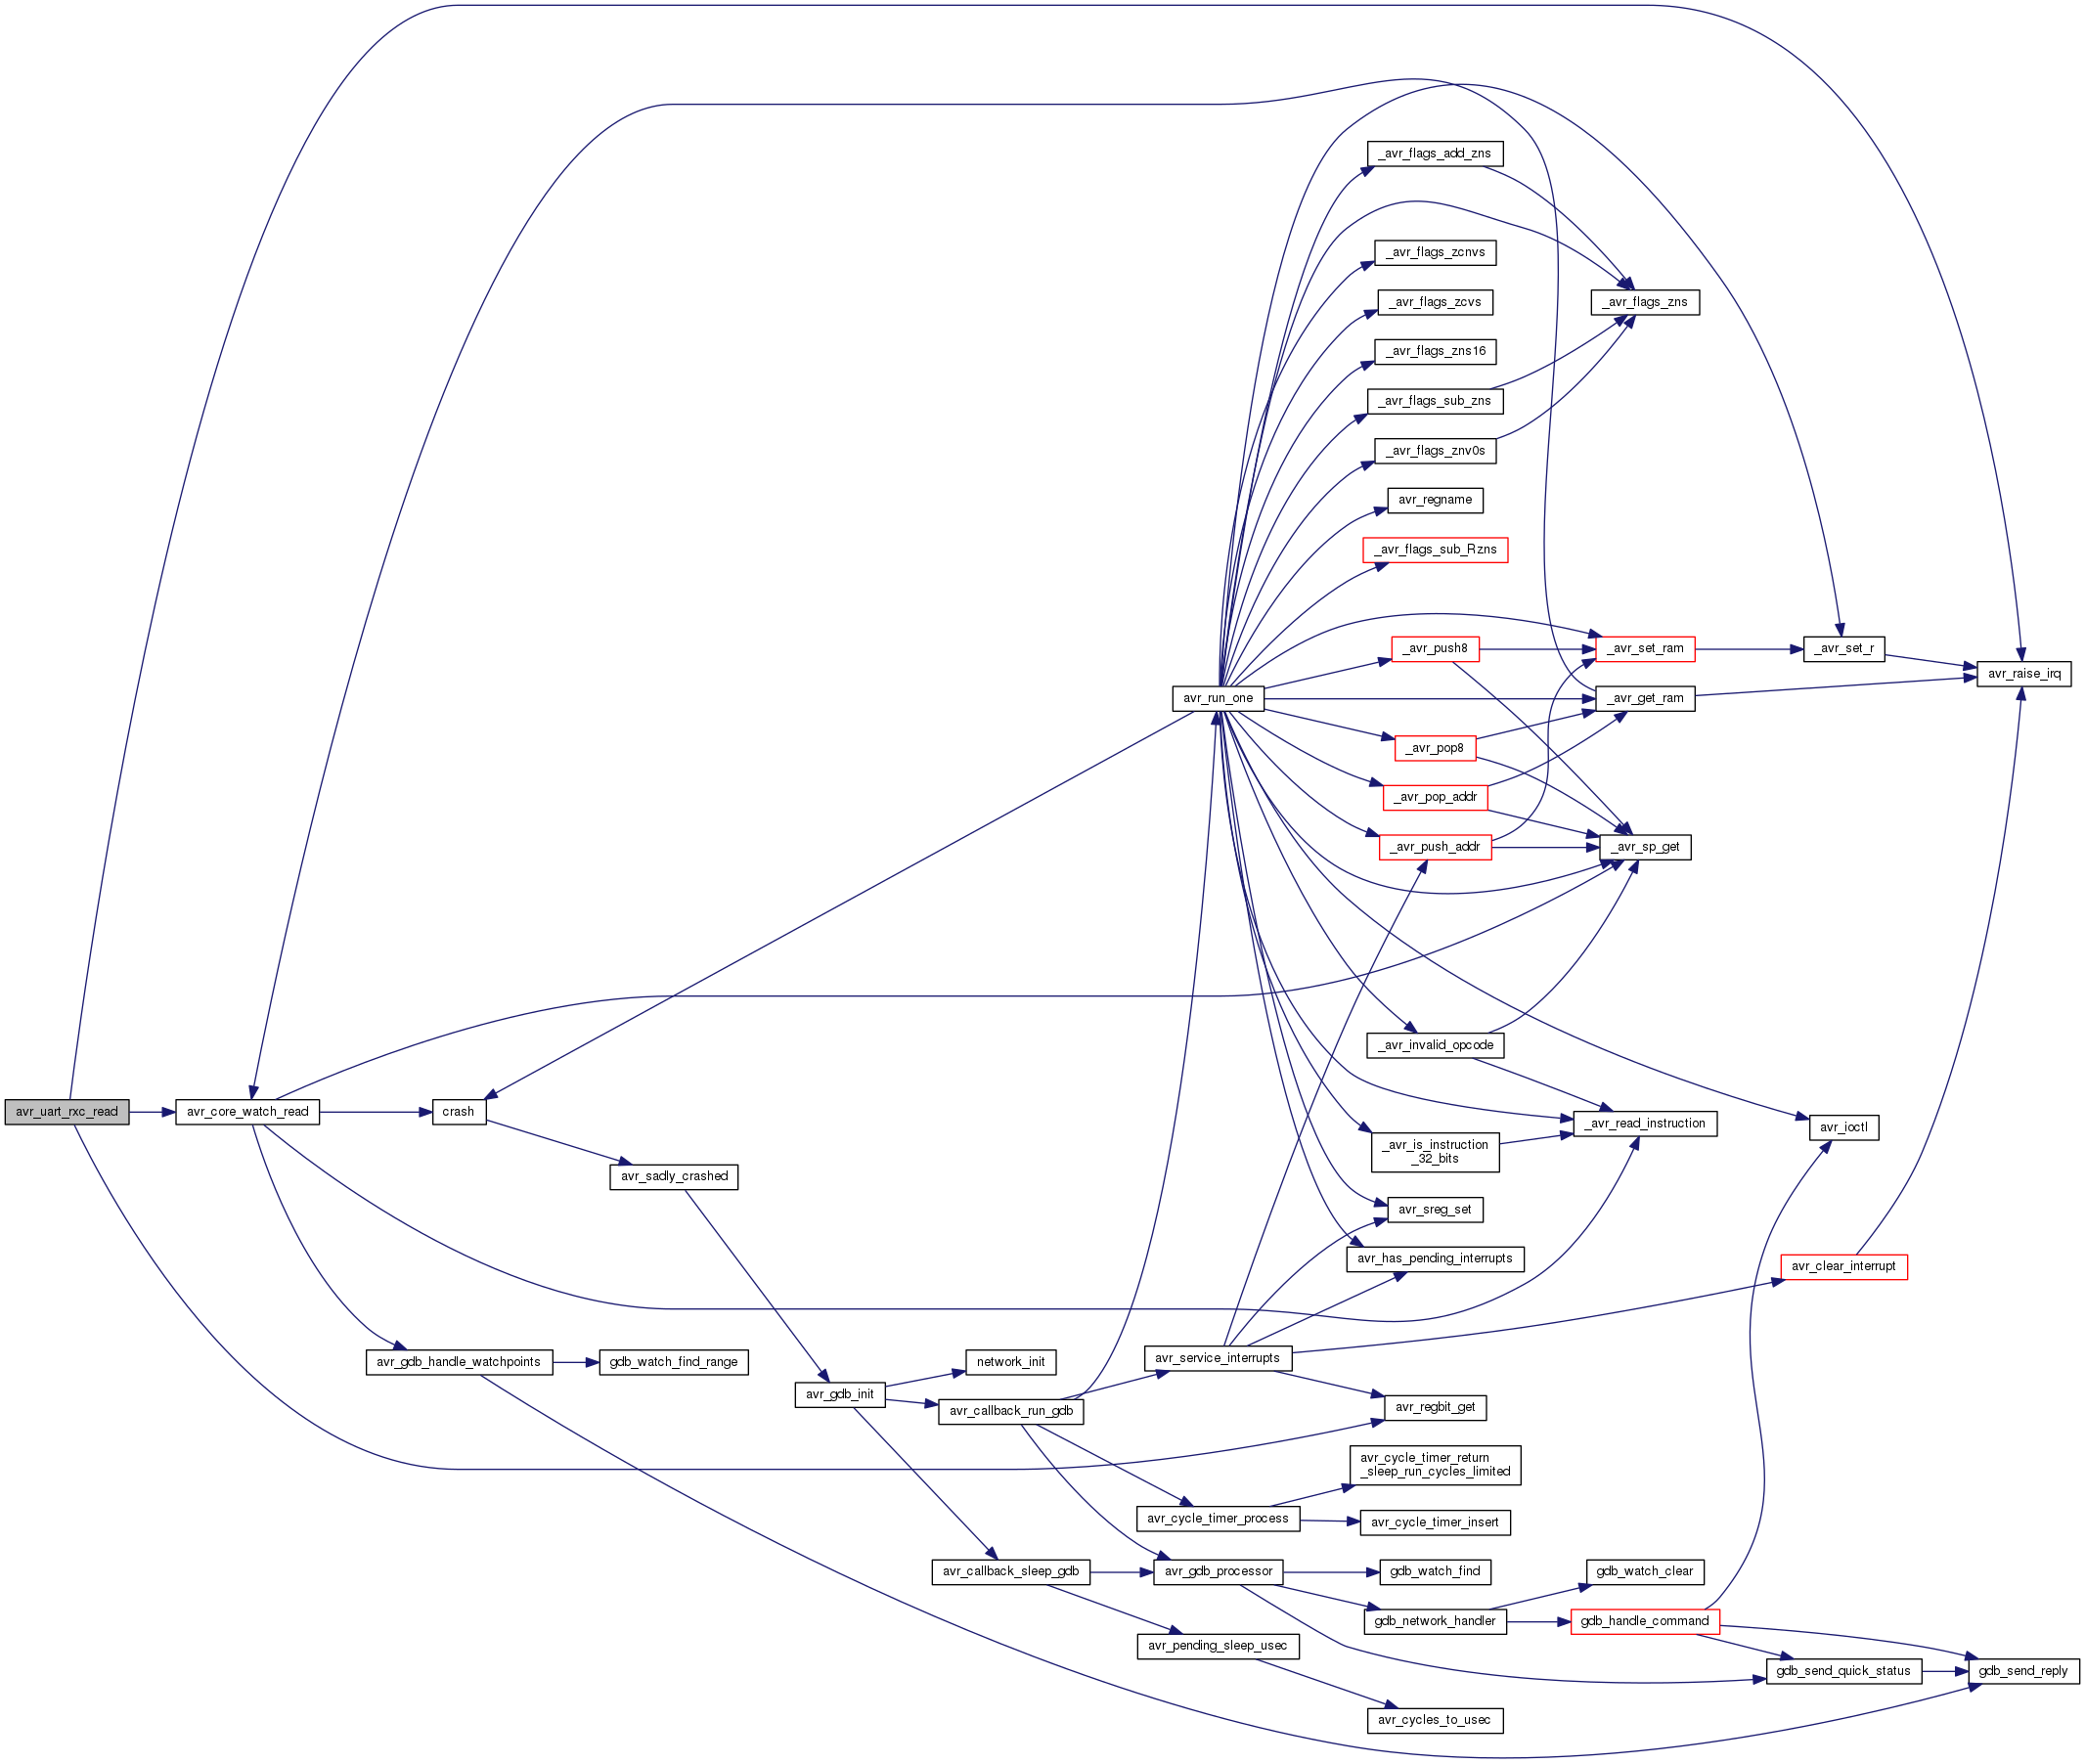 _avr_flags_add_zns
_avr_flags_zcnvs
_avr_flags_zcvs
_avr_flags_zns
_avr_flags_zns16
_avr_flags_sub_zns
_avr_flags_znv0s
avr_regname
_avr_flags_sub_Rzns
_avr_push8
_avr_set_ram
_avr_set_r
avr_raise_irq
avr_run_one
_avr_get_ram
_avr_pop8
_avr_pop_addr
_avr_push_addr
_avr_sp_get
_avr_invalid_opcode
avr_uart_rxc_read
avr_core_watch_read
crash
_avr_read_instruction
avr_ioctl
_avr_is_instruction
_32_bits
avr_sadly_crashed
avr_sreg_set
avr_has_pending_interrupts
avr_clear_interrupt
avr_gdb_handle_watchpoints
gdb_watch_find_range
network_init
avr_service_interrupts
avr_gdb_init
avr_callback_run_gdb
avr_regbit_get
avr_cycle_timer_return
_sleep_run_cycles_limited
avr_cycle_timer_process
avr_cycle_timer_insert
avr_callback_sleep_gdb
avr_gdb_processor
gdb_watch_find
gdb_watch_clear
gdb_network_handler
gdb_handle_command
avr_pending_sleep_usec
gdb_send_quick_status
gdb_send_reply
avr_cycles_to_usec